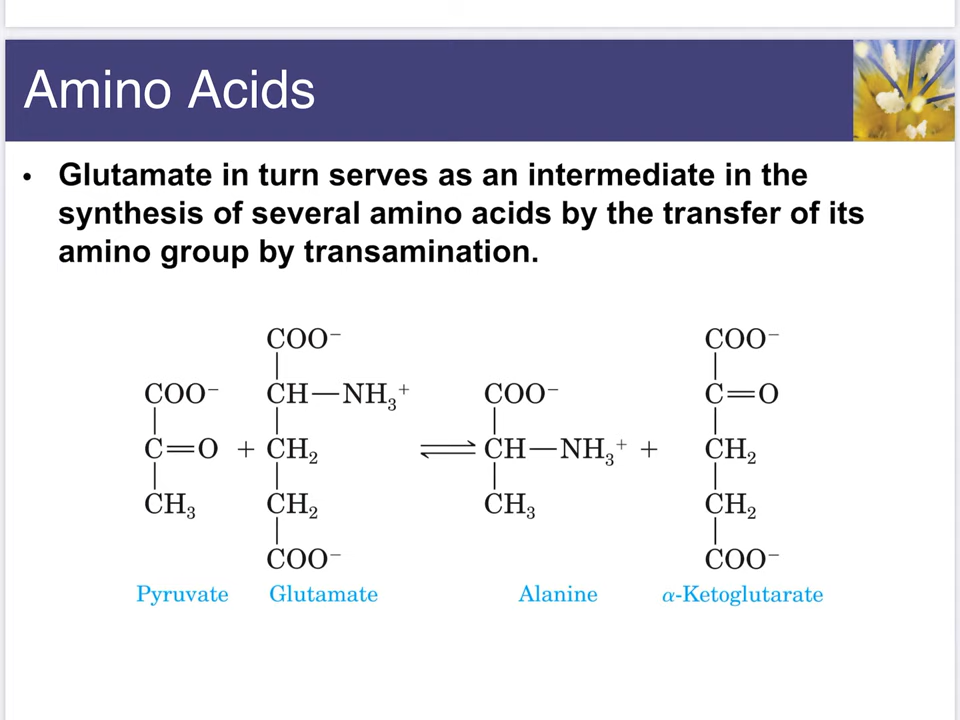 Amino Acids
• Glutamate in turn serves as an intermediate in the
synthesis of several amino acids by the transfer of its
amino group by transamination.
COO⁻ COO⁻
COO⁻ CH—NH₃⁺ COO⁻ C=O
C=O + CH₂ ⇌ CH—NH₃⁺ + CH₂
CH₃ CH₂ CH₃ CH₂
COO⁻ COO⁻
Pyruvate Glutamate Alanine α-Ketoglutarate